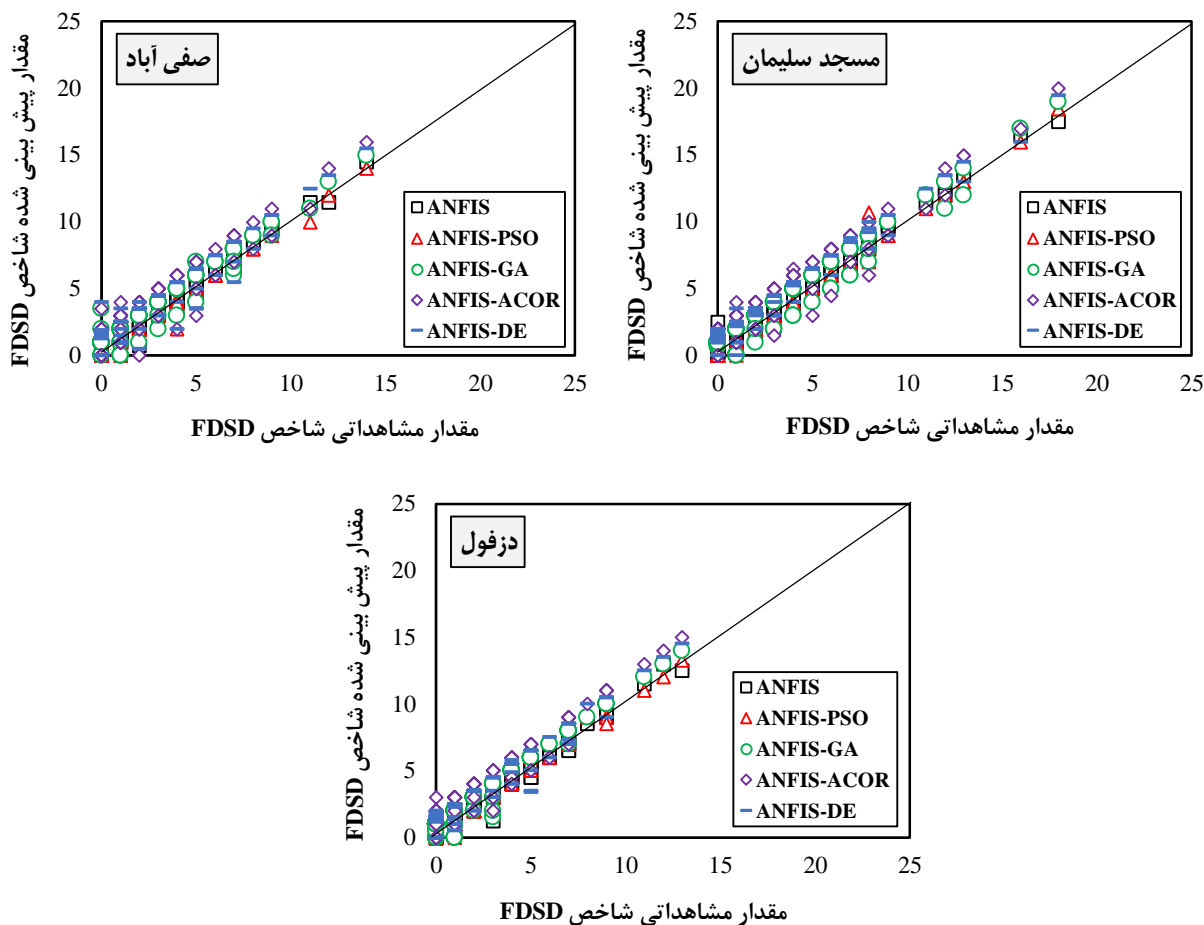 صفی آباد
مقدار پیش بینی شده شاخص FDSD
25
20
15
10
5
0
0 5 10 15 20 25
ANFIS
ANFIS-PSO
ANFIS-GA
ANFIS-ACOR
ANFIS-DE
مقدار مشاهداتی شاخص FDSD
مسجد سلیمان
مقدار پیش بینی شده شاخص FDSD
25
20
15
10
5
0
0 5 10 15 20 25
ANFIS
ANFIS-PSO
ANFIS-GA
ANFIS-ACOR
ANFIS-DE
مقدار مشاهداتی شاخص FDSD
دزفول
مقدار پیش بینی شده شاخص FDSD
25
20
15
10
5
0
0 5 10 15 20 25
ANFIS
ANFIS-PSO
ANFIS-GA
ANFIS-ACOR
ANFIS-DE
مقدار مشاهداتی شاخص FDSD